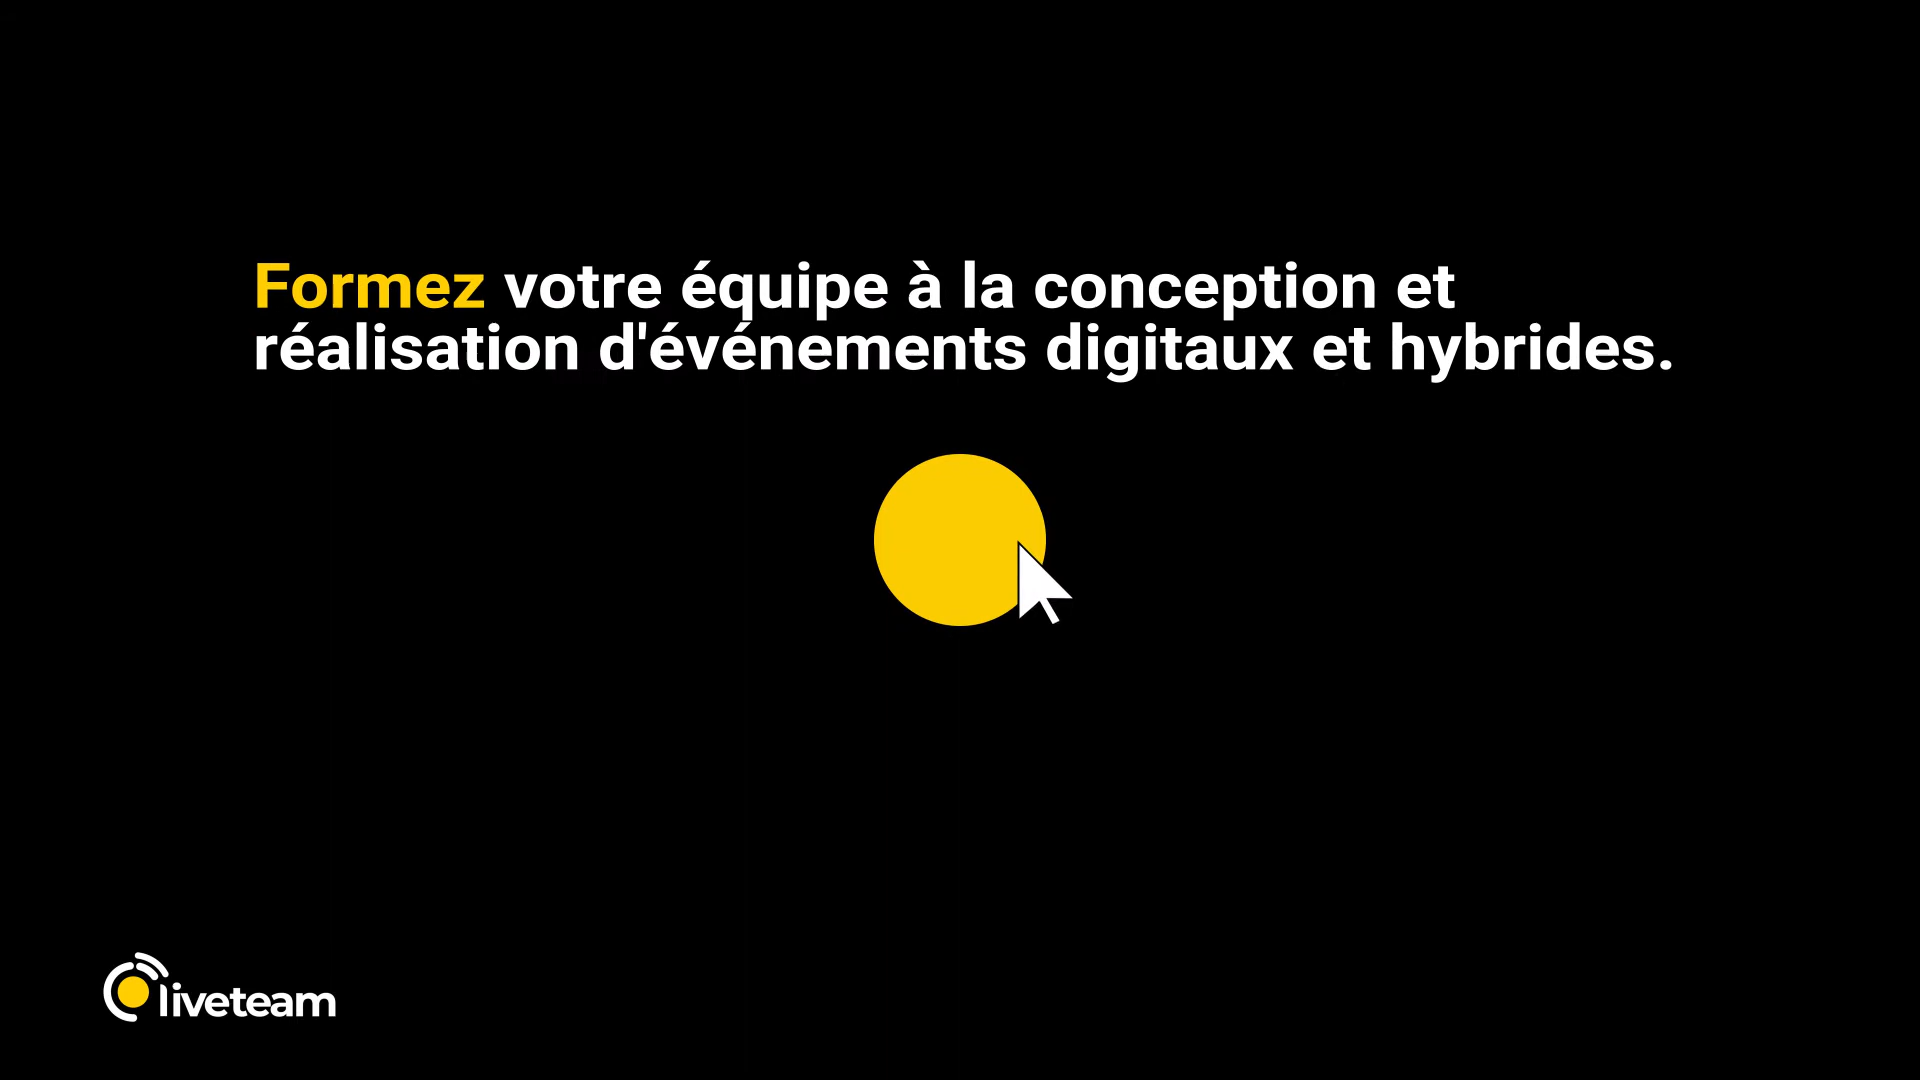 Formez votre équipe à la conception et
réalisation d'événements digitaux et hybrides.
liveteam